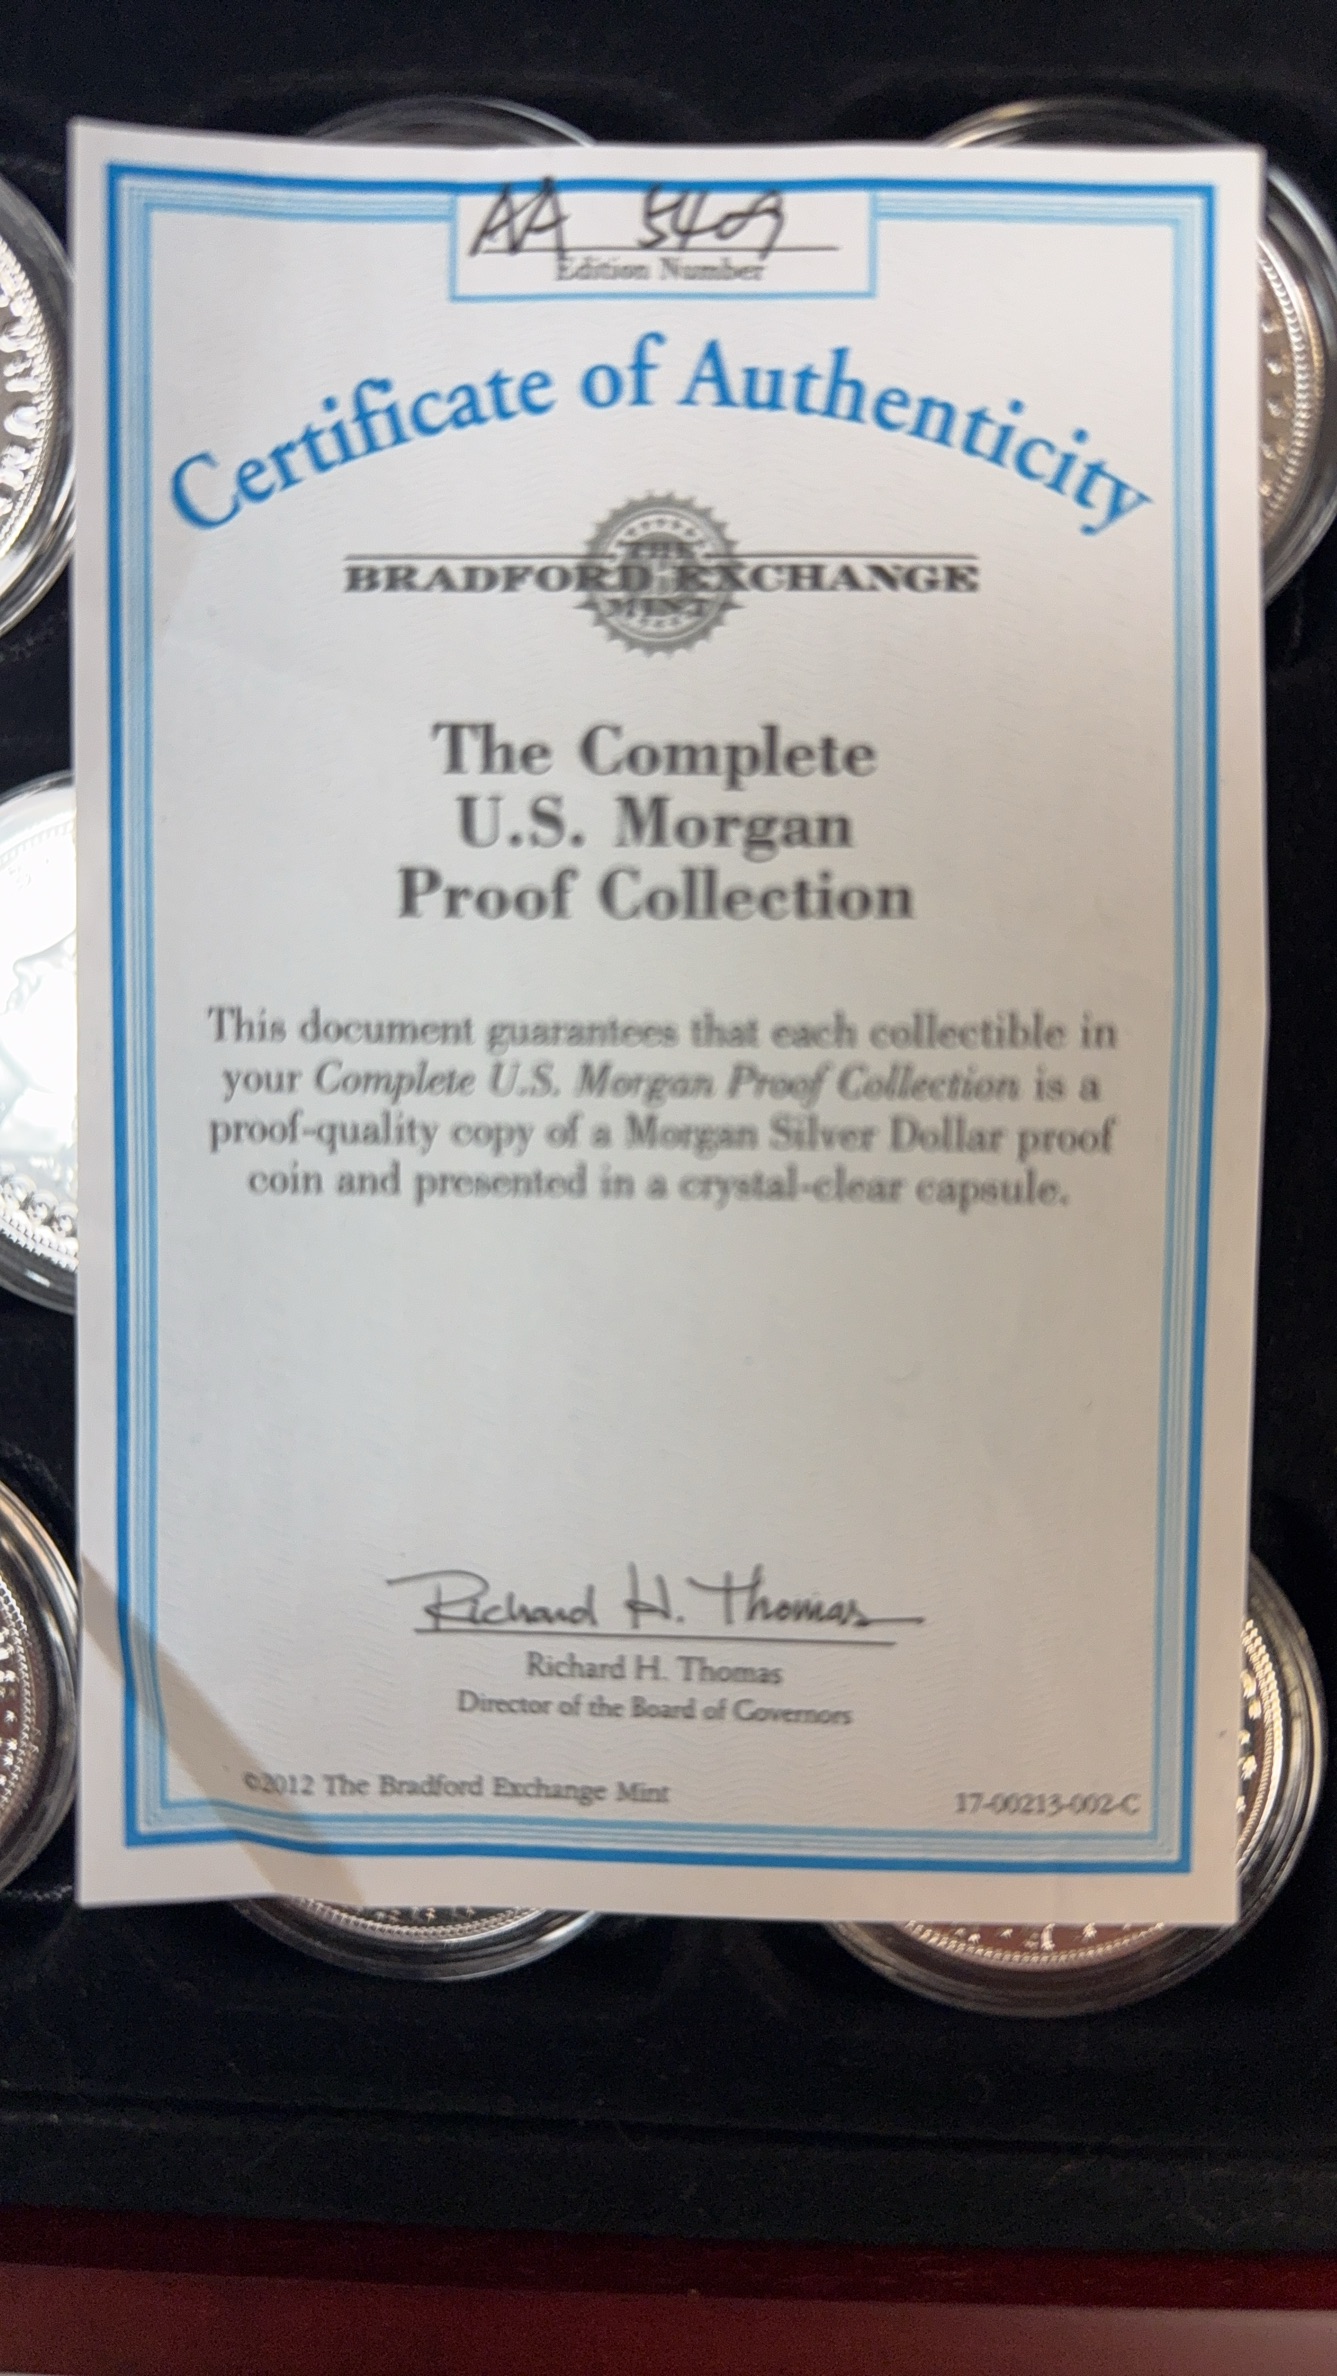 AA 5409
Edition Number
Certificate of Authenticity
THE
BRADFORD EXCHANGE
MINT
The Complete
U.S. Morgan
Proof Collection
This document guarantees that each collectible in
your Complete U.S. Morgan Proof Collection is a
proof-quality copy of a Morgan Silver Dollar proof
coin and presented in a crystal-clear capsule.
Richard H. Thomas
Richard H. Thomas
Director of the Board of Governors
©2012 The Bradford Exchange Mint
17-00213-002-C